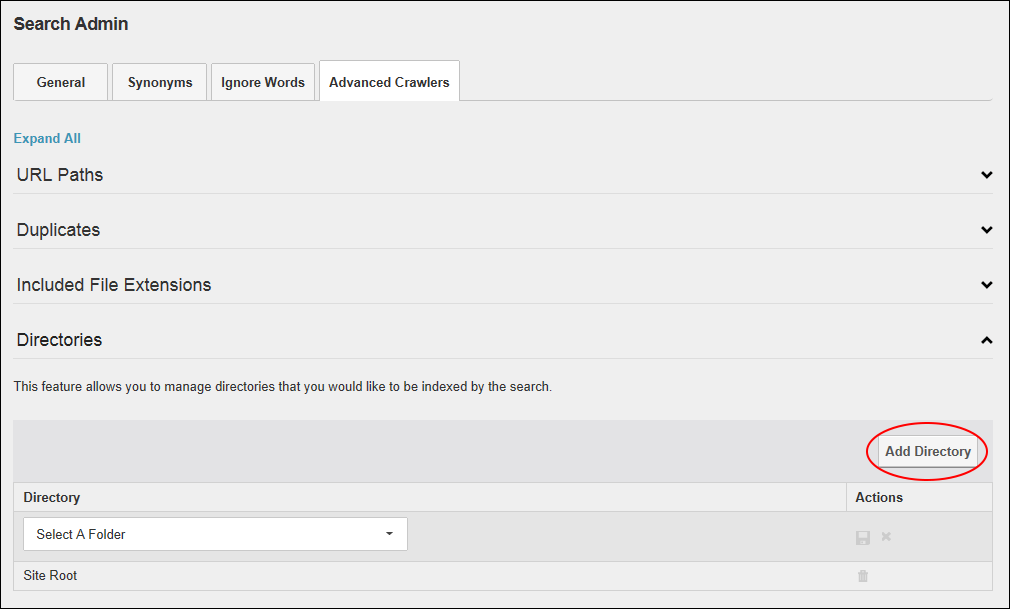 Search Admin
General Synonyms Ignore Words Advanced Crawlers
Expand All
URL Paths
Duplicates
Included File Extensions
Directories
This feature allows you to manage directories that you would like to be indexed by the search.
Add Directory
Directory Actions
Select A Folder
Site Root